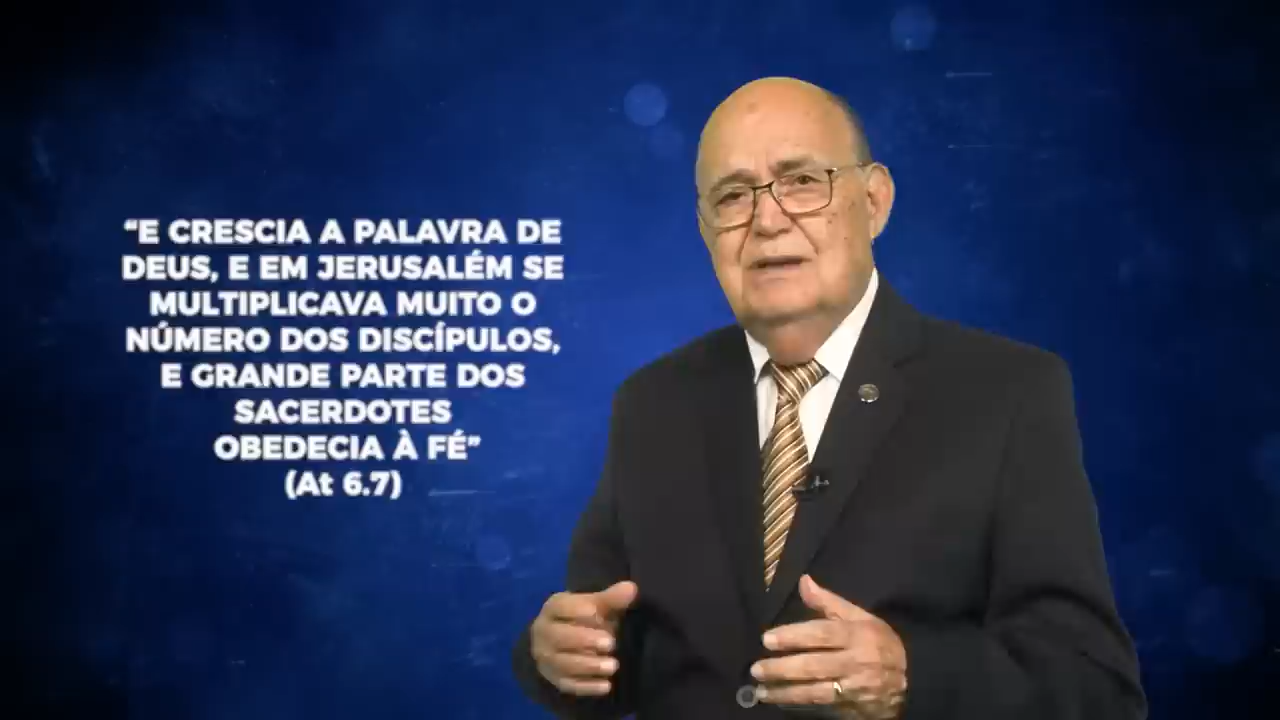 “E CRESCIA A PALAVRA DE
DEUS, E EM JERUSALÉM SE
MULTIPLICAVA MUITO O
NÚMERO DOS DISCÍPULOS,
E GRANDE PARTE DOS
SACERDOTES
OBEDECIA À FÉ”
(At 6.7)